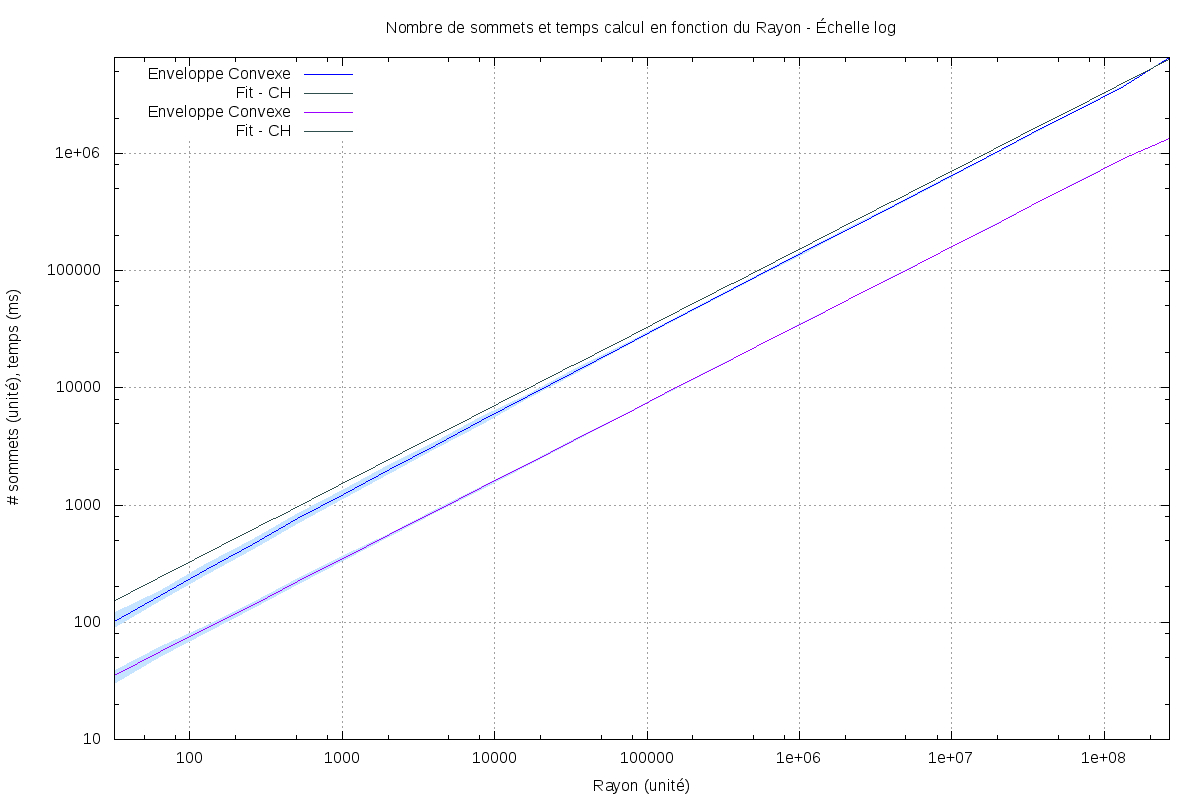 Nombre de sommets et temps calcul en fonction du Rayon - Échelle log
Enveloppe Convexe
Fit - CH
Enveloppe Convexe
Fit - CH
1e+06
100000
10000
1000
100
10
# sommets (unité), temps (ms)
100 1000 10000 100000 1e+06 1e+07 1e+08
Rayon (unité)